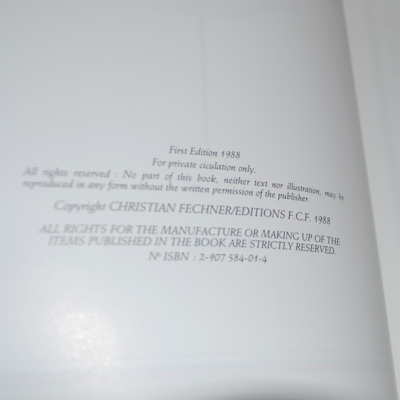 First Edition 1988
For private ciculation only.
All rights reserved : No part of this book, neither text nor illustration, may be
reproduced in any form without the written permission of the publisher.
Copyright CHRISTIAN FECHNER/EDITIONS F.C.F. 1988
ALL RIGHTS FOR THE MANUFACTURE OR MAKING UP OF THE
ITEMS PUBLISHED IN THE BOOK ARE STRICTLY RESERVED.
Nº ISBN : 2-907 584-01-4